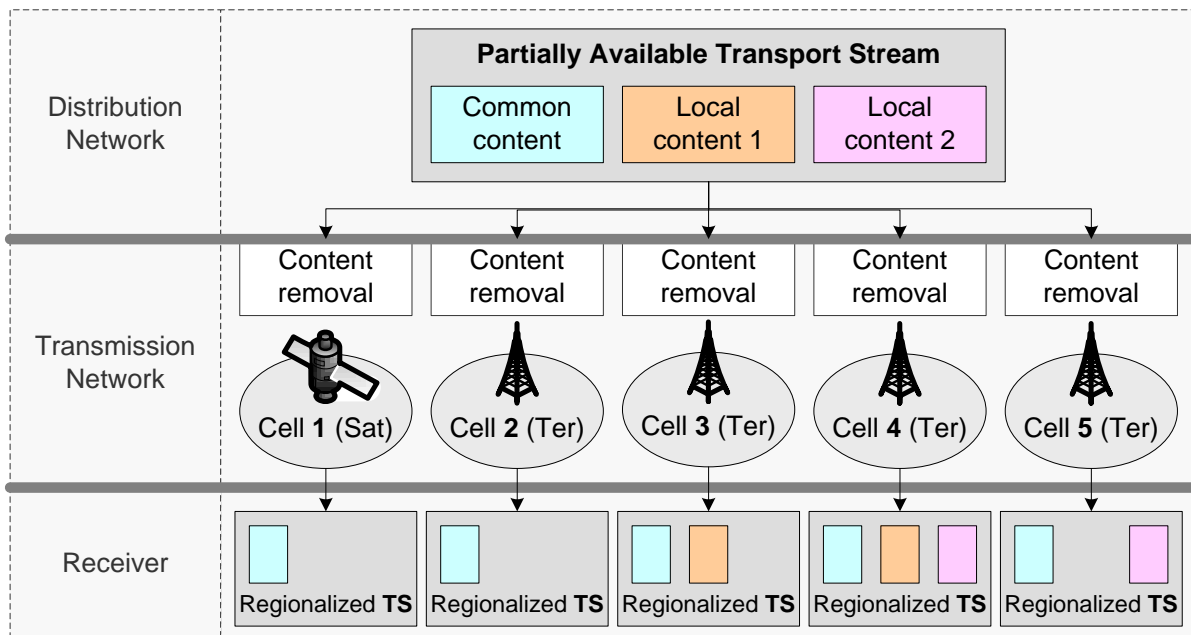 Partially Available Transport Stream
Distribution
Network
Common
content
Local
content 1
Local
content 2
Transmission
Network
Content
removal
Content
removal
Content
removal
Content
removal
Content
removal
Cell 1 (Sat)
Cell 2 (Ter)
Cell 3 (Ter)
Cell 4 (Ter)
Cell 5 (Ter)
Receiver
Regionalized TS
Regionalized TS
Regionalized TS
Regionalized TS
Regionalized TS